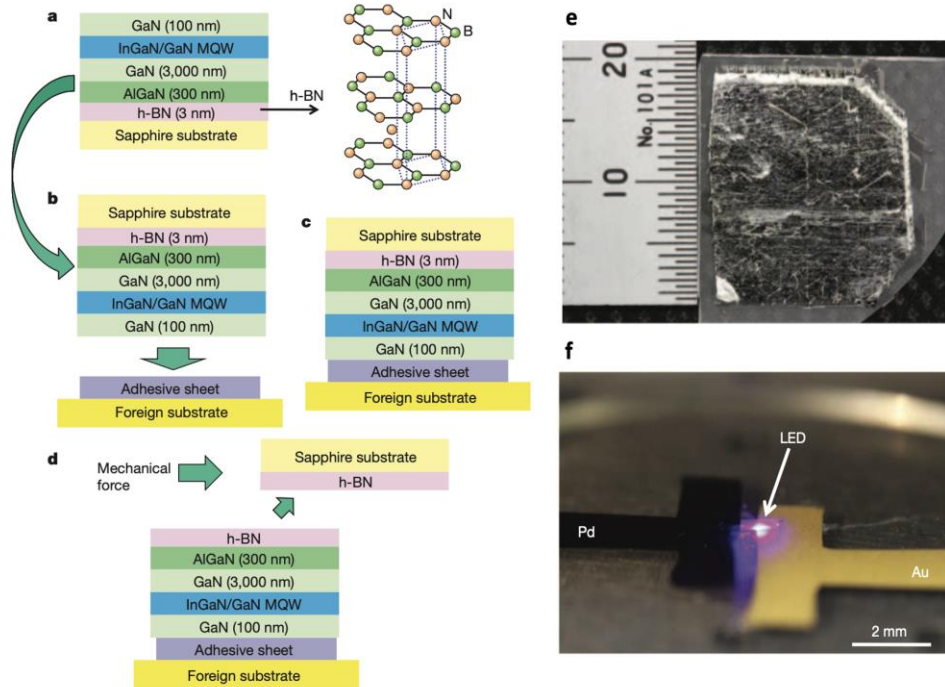 a
GaN (100 nm)
InGaN/GaN MQW
GaN (3,000 nm)
AlGaN (300 nm)
h-BN (3 nm)
Sapphire substrate
h-BN
N
B
b
Sapphire substrate
h-BN (3 nm)
AlGaN (300 nm)
GaN (3,000 nm)
InGaN/GaN MQW
GaN (100 nm)
Adhesive sheet
Foreign substrate
c
Sapphire substrate
h-BN (3 nm)
AlGaN (300 nm)
GaN (3,000 nm)
InGaN/GaN MQW
GaN (100 nm)
Adhesive sheet
Foreign substrate
d
Mechanical
force
Sapphire substrate
h-BN
h-BN
AlGaN (300 nm)
GaN (3,000 nm)
InGaN/GaN MQW
GaN (100 nm)
Adhesive sheet
Foreign substrate
e
20
No. 101A
10
f
LED
Pd
Au
2 mm